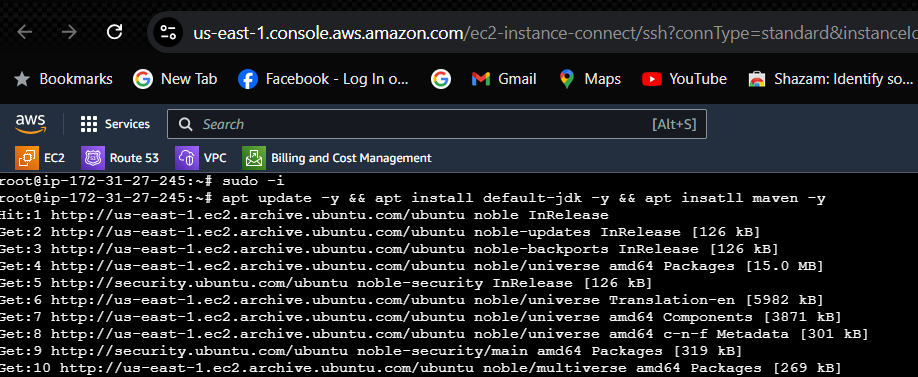 us-east-1.console.aws.amazon.com/ec2-instance-connect/ssh?connType=standard&instanceId
Bookmarks New Tab Facebook - Log In o... Gmail Maps YouTube Shazam: Identify so...
aws Services Search [Alt+S]
EC2 Route 53 VPC Billing and Cost Management
root@ip-172-31-27-245:~# sudo -i
root@ip-172-31-27-245:~# apt update -y && apt install default-jdk -y && apt insatll maven -y
Hit:1 http://us-east-1.ec2.archive.ubuntu.com/ubuntu noble InRelease
Get:2 http://us-east-1.ec2.archive.ubuntu.com/ubuntu noble-updates InRelease [126 kB]
Get:3 http://us-east-1.ec2.archive.ubuntu.com/ubuntu noble-backports InRelease [126 kB]
Get:4 http://us-east-1.ec2.archive.ubuntu.com/ubuntu noble/universe amd64 Packages [15.0 MB]
Get:5 http://security.ubuntu.com/ubuntu noble-security InRelease [126 kB]
Get:6 http://us-east-1.ec2.archive.ubuntu.com/ubuntu noble/universe Translation-en [5982 kB]
Get:7 http://us-east-1.ec2.archive.ubuntu.com/ubuntu noble/universe amd64 Components [3871 kB]
Get:8 http://us-east-1.ec2.archive.ubuntu.com/ubuntu noble/universe amd64 c-n-f Metadata [301 kB]
Get:9 http://security.ubuntu.com/ubuntu noble-security/main amd64 Packages [319 kB]
Get:10 http://us-east-1.ec2.archive.ubuntu.com/ubuntu noble/multiverse amd64 Packages [269 kB]